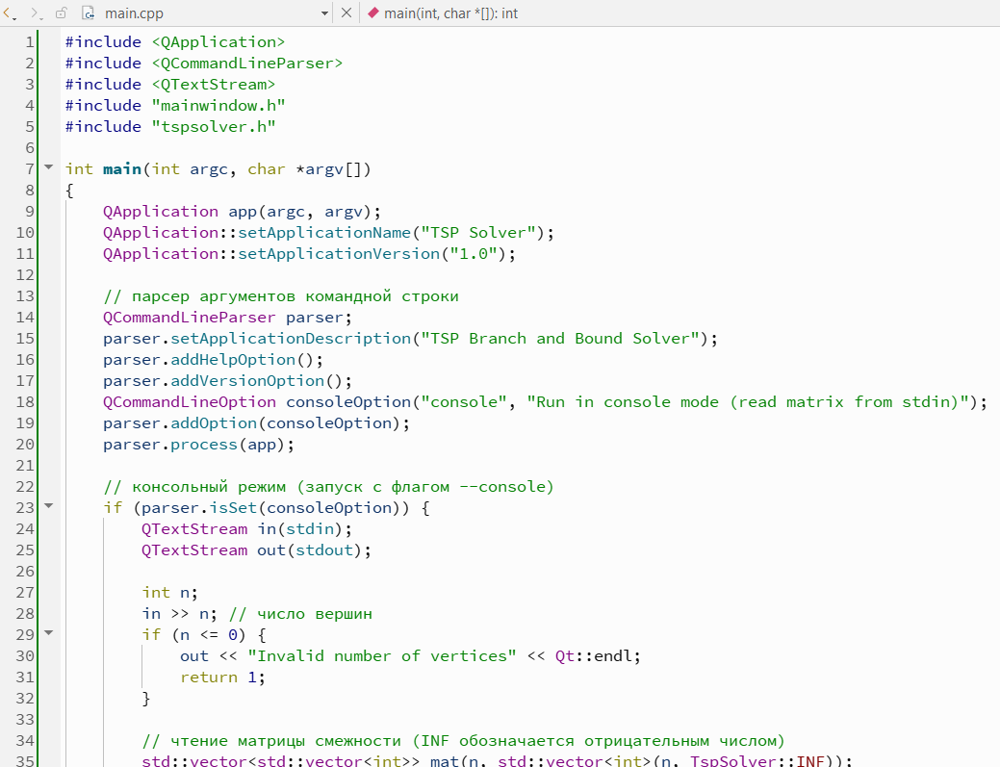 main.cpp main(int, char *[]): int
1 #include <QApplication>
2 #include <QCommandLineParser>
3 #include <QTextStream>
4 #include "mainwindow.h"
5 #include "tspsolver.h"
6
7 int main(int argc, char *argv[])
8 {
9     QApplication app(argc, argv);
10     QApplication::setApplicationName("TSP Solver");
11     QApplication::setApplicationVersion("1.0");
12
13     // парсер аргументов командной строки
14     QCommandLineParser parser;
15     parser.setApplicationDescription("TSP Branch and Bound Solver");
16     parser.addHelpOption();
17     parser.addVersionOption();
18     QCommandLineOption consoleOption("console", "Run in console mode (read matrix from stdin)");
19     parser.addOption(consoleOption);
20     parser.process(app);
21
22     // консольный режим (запуск с флагом --console)
23     if (parser.isSet(consoleOption)) {
24         QTextStream in(stdin);
25         QTextStream out(stdout);
26
27         int n;
28         in >> n; // число вершин
29         if (n <= 0) {
30             out << "Invalid number of vertices" << Qt::endl;
31             return 1;
32         }
33
34         // чтение матрицы смежности (INF обозначается отрицательным числом)
35         std::vector<std::vector<int>> mat(n, std::vector<int>(n, TspSolver::INF));